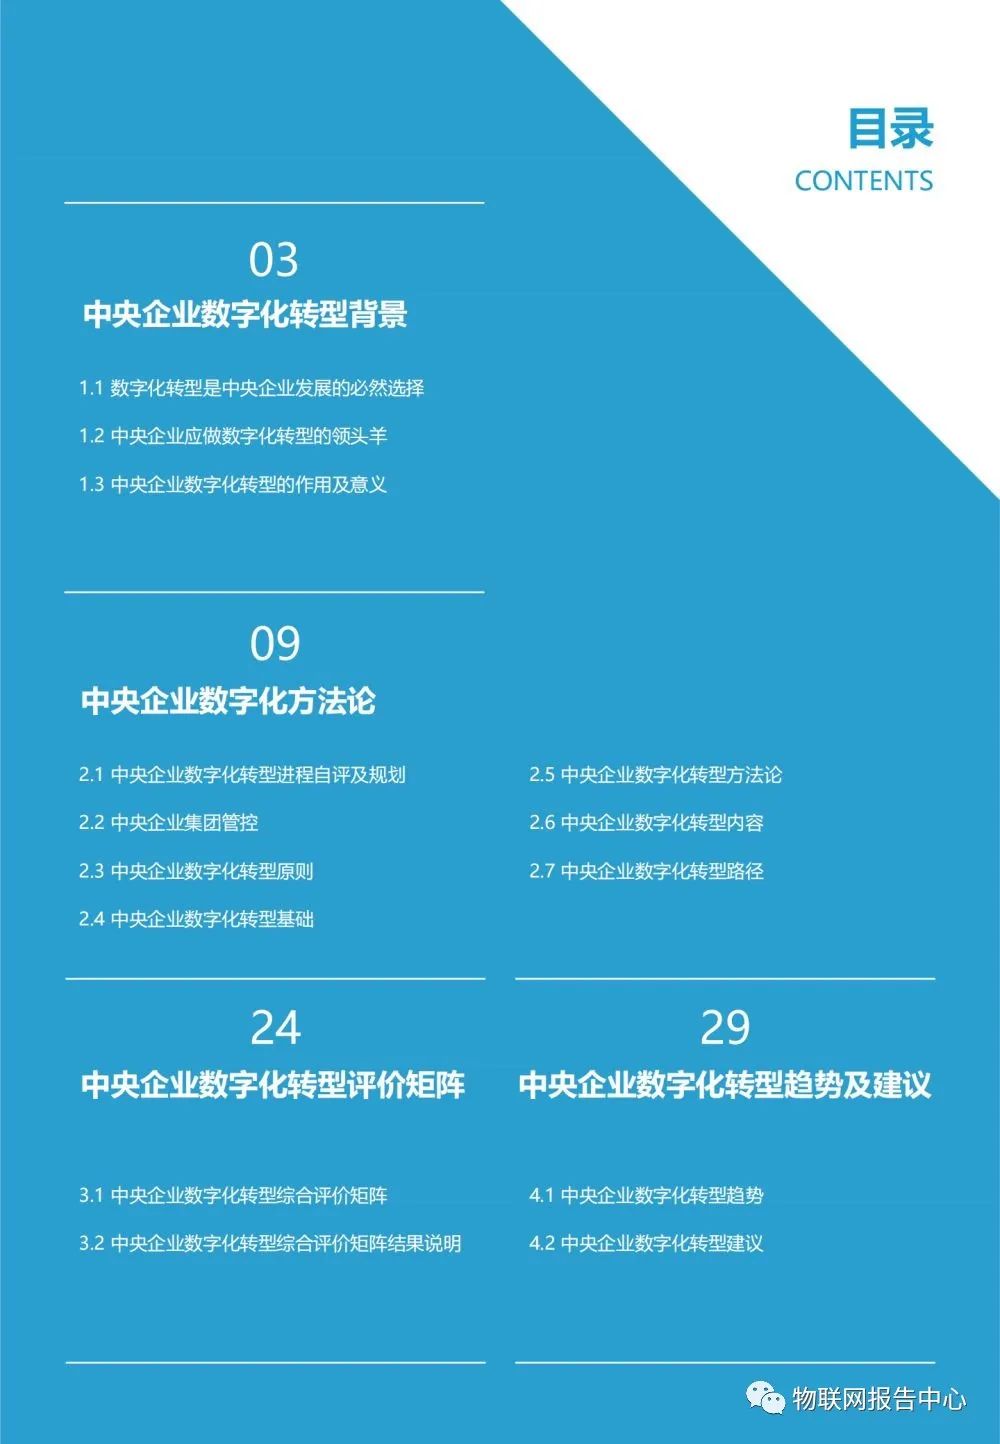 目录
CONTENTS
03
中央企业数字化转型背景
1.1 数字化转型是中央企业发展的必然选择
1.2 中央企业应做数字化转型的领头羊
1.3 中央企业数字化转型的作用及意义
09
中央企业数字化方法论
2.1 中央企业数字化转型进程自评及规划
2.2 中央企业集团管控
2.3 中央企业数字化转型原则
2.4 中央企业数字化转型基础
2.5 中央企业数字化转型方法论
2.6 中央企业数字化转型内容
2.7 中央企业数字化转型路径
24
中央企业数字化转型评价矩阵
3.1 中央企业数字化转型综合评价矩阵
3.2 中央企业数字化转型综合评价矩阵结果说明
29
中央企业数字化转型趋势及建议
4.1 中央企业数字化转型趋势
4.2 中央企业数字化转型建议
物联网报告中心